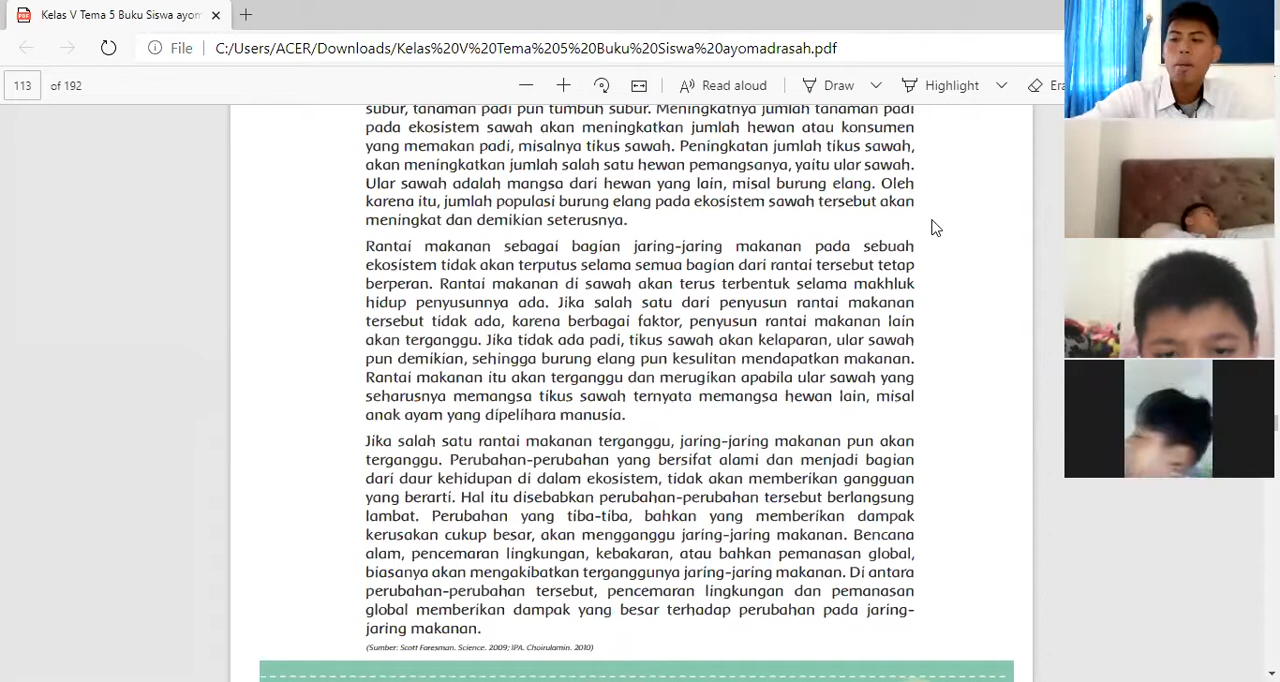 Kelas V Tema 5 Buku Siswa ayom
File C:/Users/ACER/Downloads/Kelas%20V%20Tema%205%20Buku%20Siswa%20ayomadrasah.pdf
113 of 192 Read aloud Draw Highlight Era
subur, tanaman padi pun tumbuh subur. Meningkatnya jumlah tanaman padi
pada ekosistem sawah akan meningkatkan jumlah hewan atau konsumen
yang memakan padi, misalnya tikus sawah. Peningkatan jumlah tikus sawah,
akan meningkatkan jumlah salah satu hewan pemangsanya, yaitu ular sawah.
Ular sawah adalah mangsa dari hewan yang lain, misal burung elang. Oleh
karena itu, jumlah populasi burung elang pada ekosistem sawah tersebut akan
meningkat dan demikian seterusnya.
Rantai makanan sebagai bagian jaring-jaring makanan pada sebuah
ekosistem tidak akan terputus selama semua bagian dari rantai tersebut tetap
berperan. Rantai makanan di sawah akan terus terbentuk selama makhluk
hidup penyusunnya ada. Jika salah satu dari penyusun rantai makanan
tersebut tidak ada, karena berbagai faktor, penyusun rantai makanan lain
akan terganggu. Jika tidak ada padi, tikus sawah akan kelaparan, ular sawah
pun demikian, sehingga burung elang pun kesulitan mendapatkan makanan.
Rantai makanan itu akan terganggu dan merugikan apabila ular sawah yang
seharusnya memangsa tikus sawah ternyata memangsa hewan lain, misal
anak ayam yang dipelihara manusia.
Jika salah satu rantai makanan terganggu, jaring-jaring makanan pun akan
terganggu. Perubahan-perubahan yang bersifat alami dan menjadi bagian
dari daur kehidupan di dalam ekosistem, tidak akan memberikan gangguan
yang berarti. Hal itu disebabkan perubahan-perubahan tersebut berlangsung
lambat. Perubahan yang tiba-tiba, bahkan yang memberikan dampak
kerusakan cukup besar, akan mengganggu jaring-jaring makanan. Bencana
alam, pencemaran lingkungan, kebakaran, atau bahkan pemanasan global,
biasanya akan mengakibatkan terganggunya jaring-jaring makanan. Di antara
perubahan-perubahan tersebut, pencemaran lingkungan dan pemanasan
global memberikan dampak yang besar terhadap perubahan pada jaring-
jaring makanan.
(Sumber: Scott Foresman. Science. 2009; IPA. Choirulamin. 2010)